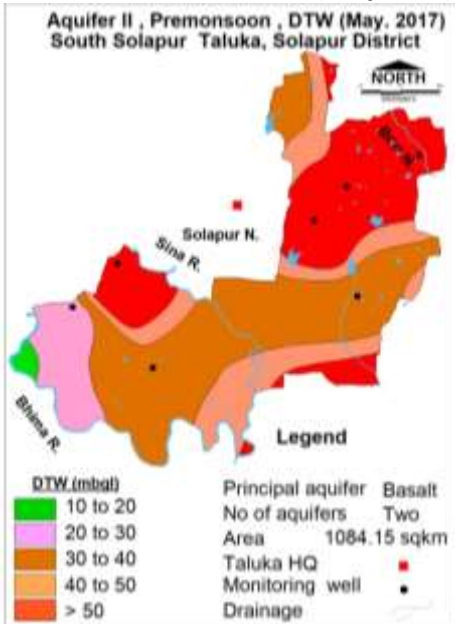 Aquifer II , Premonsoon , DTW (May. 2017)
South Solapur Taluka, Solapur District
NORTH
Solapur N.
Sina R.
Bhima R.
Legend
DTW (mbgl)
10 to 20
20 to 30
30 to 40
40 to 50
> 50
Principal aquifer Basalt
No of aquifers Two
Area 1084.15 sqkm
Taluka HQ
Monitoring well
Drainage